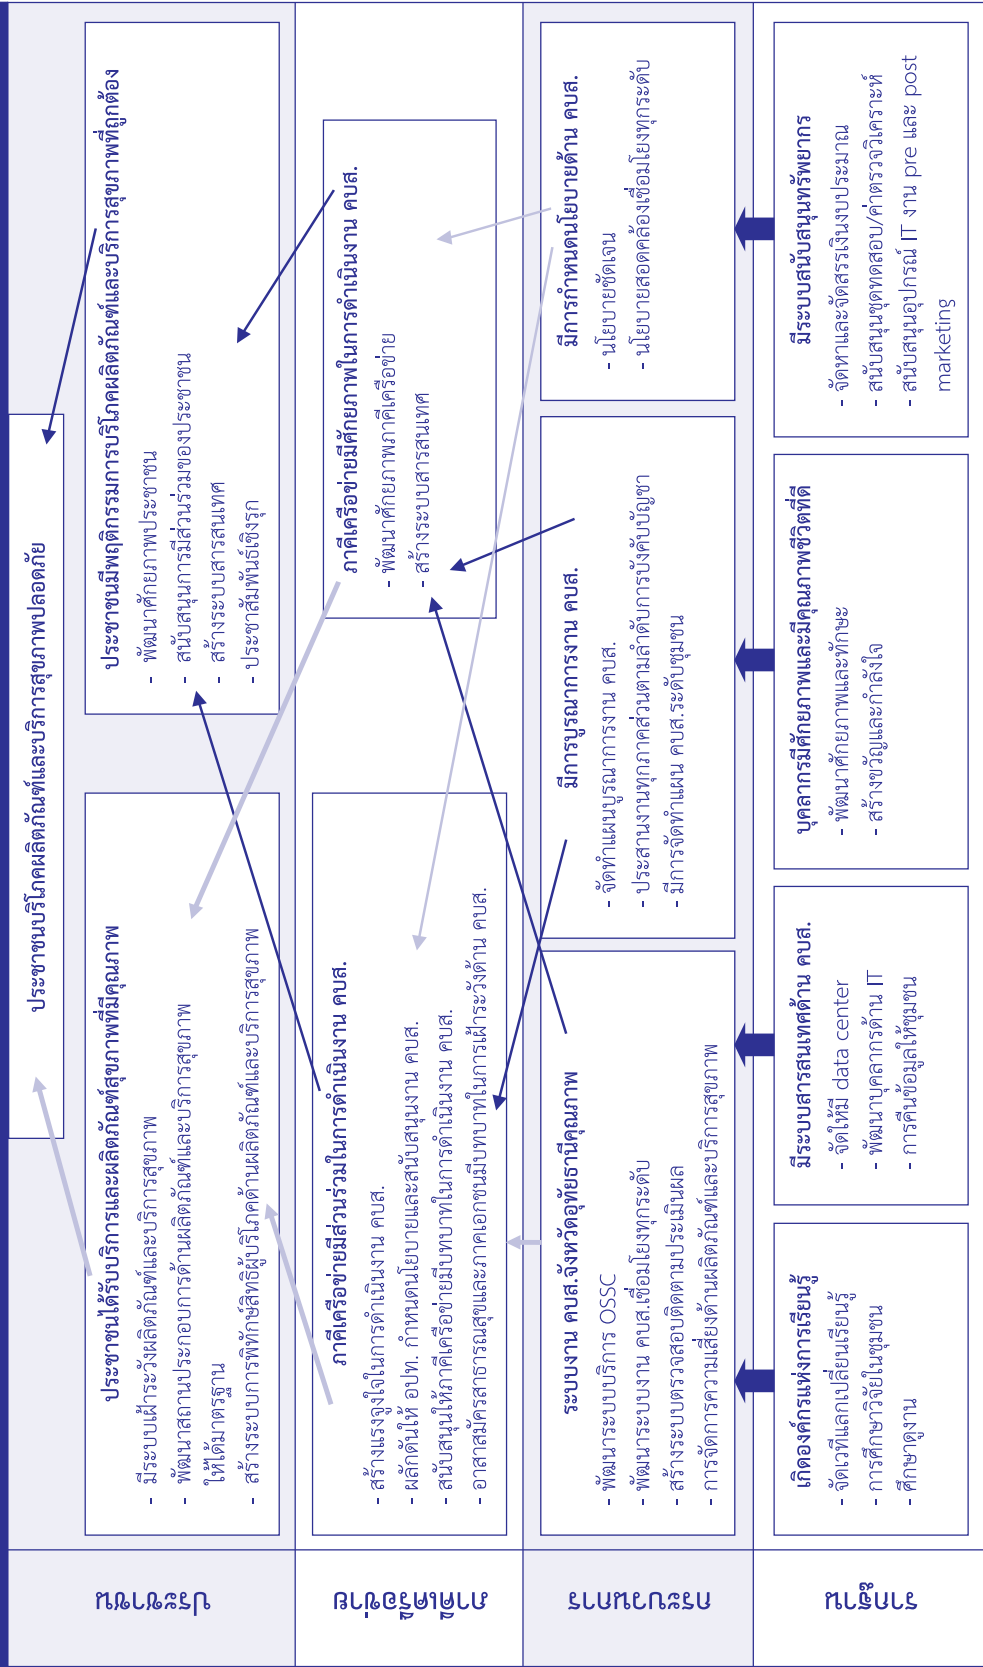 ประชาชน
ประชาชนบริโภคผลิตภัณฑ์และบริการสุขภาพปลอดภัย
ประชาชนได้รับบริการและผลิตภัณฑ์สุขภาพที่มีคุณภาพ
- มีระบบเฝ้าระวังผลิตภัณฑ์และบริการสุขภาพ
- พัฒนาสถานประกอบการด้านผลิตภัณฑ์และบริการสุขภาพ
ให้ได้มาตรฐาน
- สร้างระบบการพิทักษ์สิทธิผู้บริโภคด้านผลิตภัณฑ์และบริการสุขภาพ
ประชาชนมีพฤติกรรมการบริโภคผลิตภัณฑ์และบริการสุขภาพที่ถูกต้อง
- พัฒนาศักยภาพประชาชน
- สนับสนุนการมีส่วนร่วมของประชาชน
- สร้างระบบสารสนเทศ
- ประชาสัมพันธ์เชิงรุก
ภาคีเครือข่าย
ภาคีเครือข่ายมีส่วนร่วมในการดำเนินงาน คบส.
- สร้างแรงจูงใจในการดำเนินงาน คบส.
- ผลักดันให้ อปท. กำหนดนโยบายและสนับสนุนงาน คบส.
- สนับสนุนให้ภาคีเครือข่ายมีบทบาทในการดำเนินงาน คบส.
- อาสาสมัครสาธารณสุขและภาคเอกชนมีบทบาทในการเฝ้าระวังด้าน คบส.
ภาคีเครือข่ายมีศักยภาพในการดำเนินงาน คบส.
- พัฒนาศักยภาพภาคีเครือข่าย
- สร้างระบบสารสนเทศ
กระบวนการ
ระบบงาน คบส.จังหวัดอุทัยธานีคุณภาพ
- พัฒนาระบบบริการ OSSC
- พัฒนาระบบงาน คบส.เชื่อมโยงทุกระดับ
- สร้างระบบตรวจสอบติดตามประเมินผล
- การจัดการความเสี่ยงด้านผลิตภัณฑ์และบริการสุขภาพ
มีการบูรณาการงาน คบส.
- จัดทำแผนบูรณาการงาน คบส.
- ประสานงานทุกภาคส่วนตามลำดับการบังคับบัญชา
- มีการจัดทำแผน คบส.ระดับชุมชน
มีการกำหนดนโยบายด้าน คบส.
- นโยบายชัดเจน
- นโยบายสอดคล้องเชื่อมโยงทุกระดับ
รากฐาน
เกิดองค์กรแห่งการเรียนรู้
- จัดเวทีแลกเปลี่ยนเรียนรู้
- การศึกษาวิจัยในชุมชน
- ศึกษาดูงาน
มีระบบสารสนเทศด้าน คบส.
- จัดให้มี data center
- พัฒนาบุคลากรด้าน IT
- การคืนข้อมูลให้ชุมชน
บุคลากรมีศักยภาพและมีคุณภาพชีวิตที่ดี
- พัฒนาศักยภาพและทักษะ
- สร้างขวัญและกำลังใจ
มีระบบสนับสนุนทรัพยากร
- จัดหาและจัดสรรเงินงบประมาณ
- สนับสนุนชุดทดสอบ/ค่าตรวจวิเคราะห์
- สนับสนุนอุปกรณ์ IT งาน pre และ post
marketing